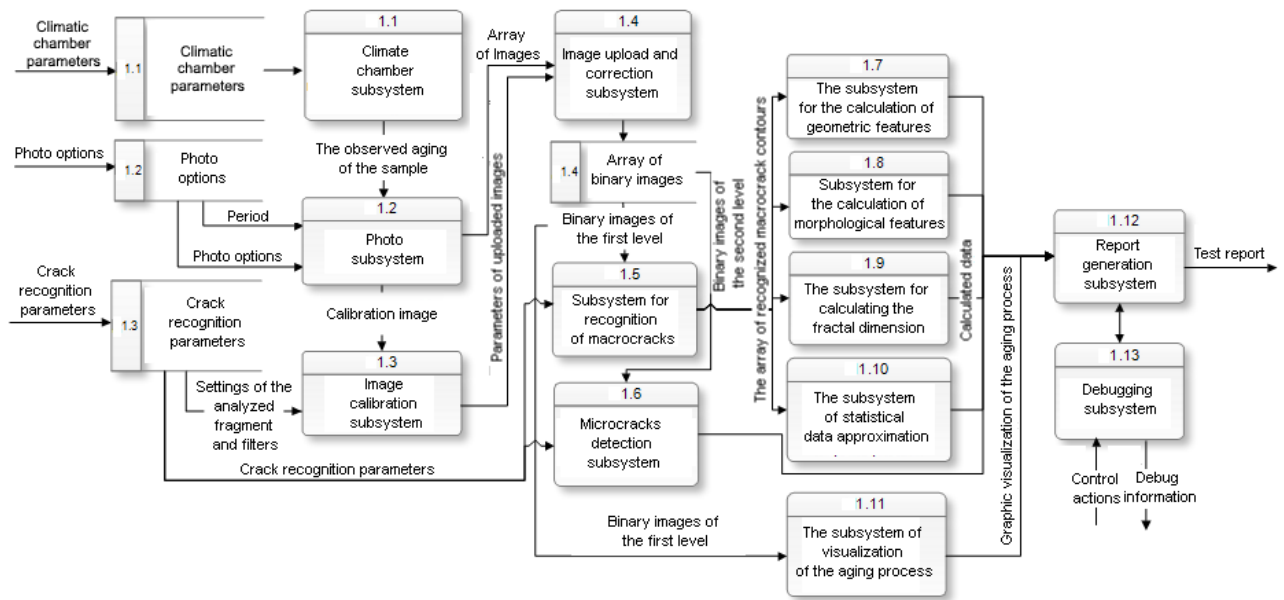 Climatic
chamber
parameters
1.1
Climatic
chamber
parameters
1.1
Climate
chamber
subsystem
Array
of Images
1.4
Image upload and
correction
subsystem
1.7
The subsystem
for the calculation of
geometric features
Photo options
1.2
Photo
options
The observed aging
of the sample
1.4
Array of
binary images
1.8
Subsystem for
the calculation of
morphological features
Period
Photo options
1.2
Photo
subsystem
Parameters of uploaded images
Binary images of
the first level
Binary images of
the second level
The array of recognized macrocrack contours
1.12
Report
generation
subsystem
Test report
Crack
recognition
parameters
1.3
Crack
recognition
parameters
Calibration image
1.5
Subsystem for
recognition
of macrocracks
1.9
The subsystem for
calculating the
fractal dimension
Calculated data
Graphic visualization of the aging process
1.3
Image
calibration
subsystem
Settings of the
analyzed
fragment
and filters
1.6
Microcracks
detection
subsystem
1.10
The subsystem
of statistical
data approximation
1.13
Debugging
subsystem
Crack recognition parameters
Control
actions
Debug
information
Binary images of
the first level
1.11
The subsystem of
visualization
of the aging process